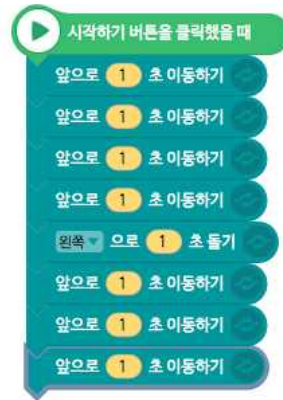 시작하기 버튼을 클릭했을 때
앞으로 1 초 이동하기
앞으로 1 초 이동하기
앞으로 1 초 이동하기
앞으로 1 초 이동하기
왼쪽 으로 1 초 돌기
앞으로 1 초 이동하기
앞으로 1 초 이동하기
앞으로 1 초 이동하기